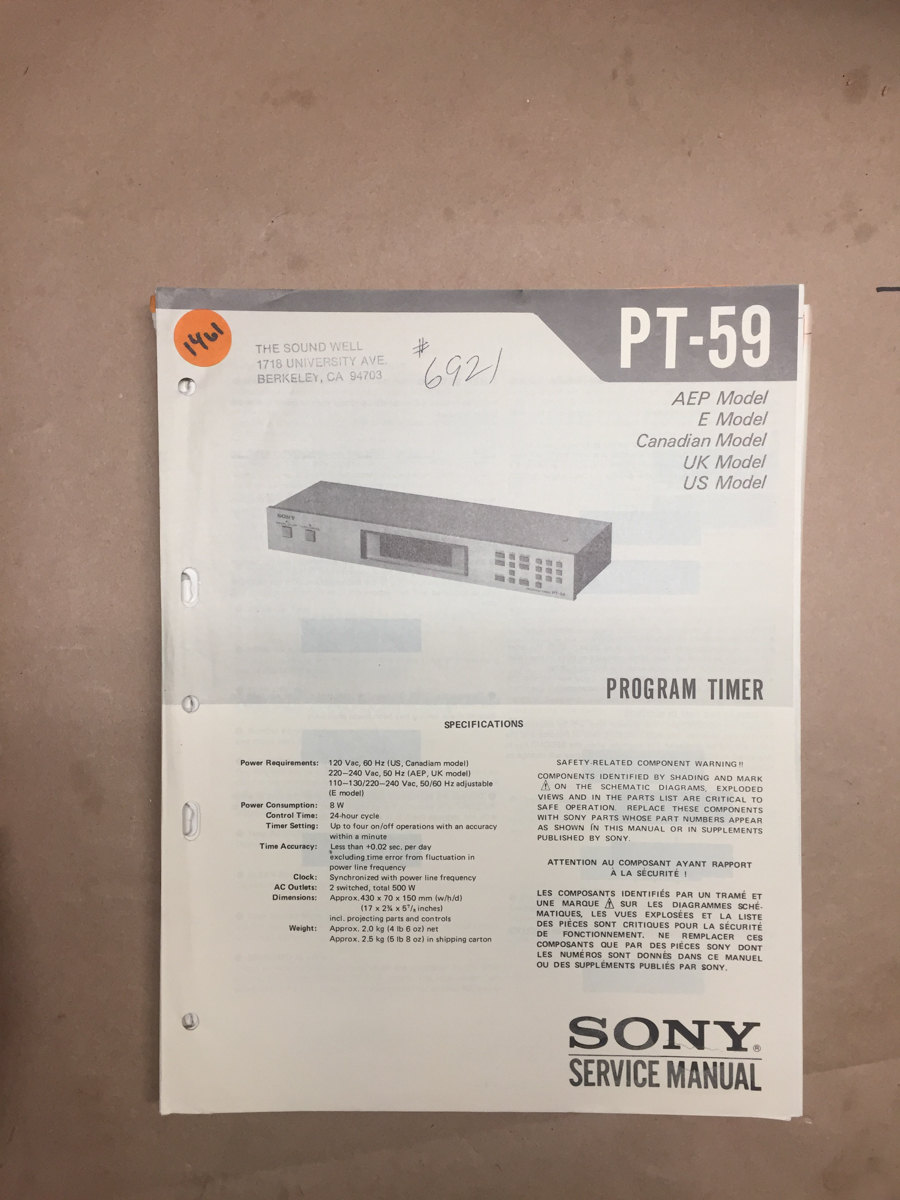 PT-59
1461
THE SOUND WELL
1718 UNIVERSITY AVE.
BERKELEY, CA 94703
# 6921
AEP Model
E Model
Canadian Model
UK Model
US Model
SONY
PROGRAM TIMER
SPECIFICATIONS
Power Requirements: 120 Vac, 60 Hz (US, Canadiam model)
220–240 Vac, 50 Hz (AEP, UK model)
110–130/220–240 Vac, 50/60 Hz adjustable
(E model)
Power Consumption: 8 W
Control Time: 24-hour cycle
Timer Setting: Up to four on/off operations with an accuracy
within a minute
Time Accuracy: Less than +0.02 sec. per day
excluding time error from fluctuation in
power line frequency
Clock: Synchronized with power line frequency
AC Outlets: 2 switched, total 500 W
Dimensions: Approx. 430 x 70 x 150 mm (w/h/d)
(17 x 2¾ x 5⅞ inches)
incl. projecting parts and controls
Weight: Approx. 2.0 kg (4 lb 6 oz) net
Approx. 2.5 kg (5 lb 8 oz) in shipping carton
SAFETY-RELATED COMPONENT WARNING!!
COMPONENTS IDENTIFIED BY SHADING AND MARK
⚠ ON THE SCHEMATIC DIAGRAMS, EXPLODED
VIEWS AND IN THE PARTS LIST ARE CRITICAL TO
SAFE OPERATION. REPLACE THESE COMPONENTS
WITH SONY PARTS WHOSE PART NUMBERS APPEAR
AS SHOWN IN THIS MANUAL OR IN SUPPLEMENTS
PUBLISHED BY SONY.
ATTENTION AU COMPOSANT AYANT RAPPORT
À LA SÉCURITÉ !
LES COMPOSANTS IDENTIFIÉS PAR UN TRAMÉ ET
UNE MARQUE ⚠ SUR LES DIAGRAMMES SCHÉ-
MATIQUES, LES VUES EXPLOSÉES ET LA LISTE
DES PIÉCES SONT CRITIQUES POUR LA SÉCURITÉ
DE FONCTIONNEMENT. NE REMPLACER CES
COMPOSANTS QUE PAR DES PIÉCES SONY DONT
LES NUMÉROS SONT DONNÉS DANS CE MANUEL
OU DES SUPPLÉMENTS PUBLIÉS PAR SONY.
SONY®
SERVICE MANUAL